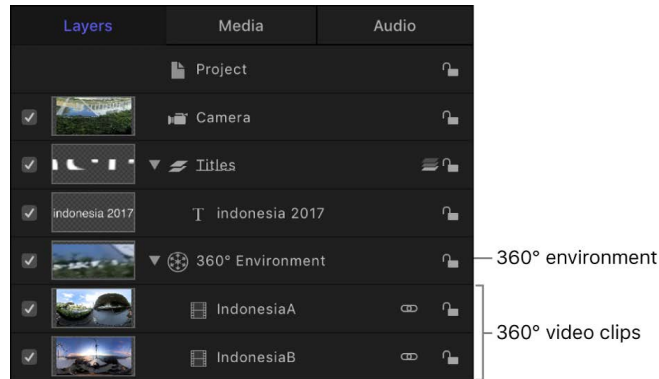 Layers Media Audio
Project
Camera
Titles
indonesia 2017 T indonesia 2017
360° Environment 360° environment
IndonesiaA
360° video clips
IndonesiaB